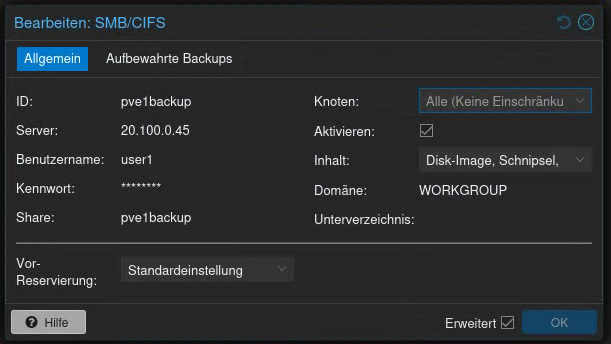 Bearbeiten: SMB/CIFS
Allgemein Aufbewahrte Backups
ID: pve1backup Knoten: Alle (Keine Einschränku
Server: 20.100.0.45 Aktivieren:
Benutzername: user1 Inhalt: Disk-Image, Schnipsel,
Kennwort: ******** Domäne: WORKGROUP
Share: pve1backup Unterverzeichnis:
Vor-
Reservierung: Standardeinstellung
Hilfe Erweitert OK